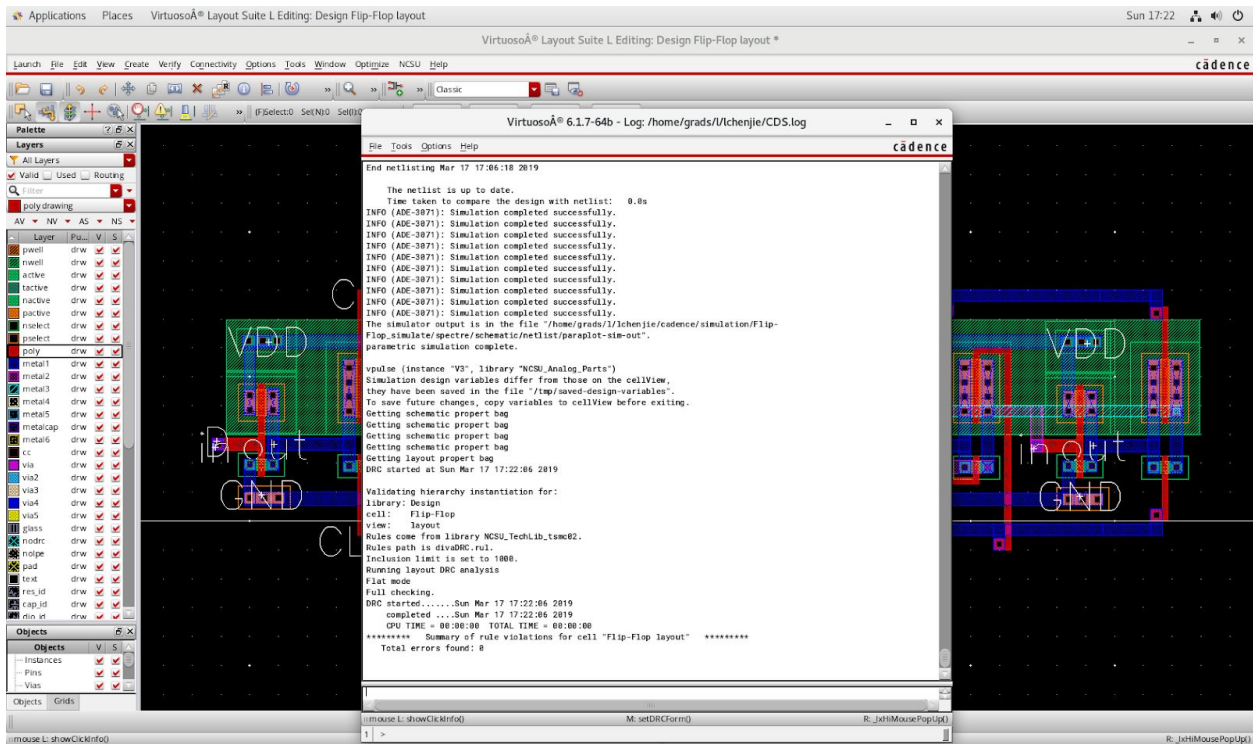 Applications Places VirtuosoÂ® Layout Suite L Editing: Design Flip-Flop layout Sun 17:22
VirtuosoÂ® Layout Suite L Editing: Design Flip-Flop layout *
Launch File Edit View Create Verify Connectivity Options Tools Window Optimize NCSU Help cādence
» » » Classic
» (F)Select:0 Sel(N):0 Sel(I):0
Palette
Layers
All Layers
Valid Used Routing
Filter
poly drawing
AV NV AS NS
Layer Pu... V S
pwell drw
nwell drw
active drw
tactive drw
nactive drw
pactive drw
nselect drw
pselect drw
poly drw
metal1 drw
metal2 drw
metal3 drw
metal4 drw
metal5 drw
metalcap drw
metal6 drw
cc drw
via drw
via2 drw
via3 drw
via4 drw
via5 drw
glass drw
nodrc drw
nolpe drw
pad drw
text drw
res_id drw
cap_id drw
dio_id drw
Objects
Objects V S
Instances
Pins
Vias
Objects Grids
VDD
in out
GND
VirtuosoÂ® 6.1.7-64b - Log: /home/grads/l/lchenjie/CDS.log
File Tools Options Help cādence
End netlisting Mar 17 17:06:18 2019
The netlist is up to date.
Time taken to compare the design with netlist: 0.0s
INFO (ADE-3071): Simulation completed successfully.
INFO (ADE-3071): Simulation completed successfully.
INFO (ADE-3071): Simulation completed successfully.
INFO (ADE-3071): Simulation completed successfully.
INFO (ADE-3071): Simulation completed successfully.
INFO (ADE-3071): Simulation completed successfully.
INFO (ADE-3071): Simulation completed successfully.
INFO (ADE-3071): Simulation completed successfully.
INFO (ADE-3071): Simulation completed successfully.
INFO (ADE-3071): Simulation completed successfully.
The simulator output is in the file "/home/grads/l/lchenjie/cadence/simulation/Flip-
Flop_simulate/spectre/schematic/netlist/paraplot-sim-out".
parametric simulation complete.
vpulse (instance "V3", library "NCSU_Analog_Parts")
Simulation design variables differ from those on the cellView,
They have been saved in the file "/tmp/saved-design-variables".
To save future changes, copy variables to cellView before exiting.
Getting schematic propert bag
Getting schematic propert bag
Getting schematic propert bag
Getting schematic propert bag
Getting layout propert bag
DRC started at Sun Mar 17 17:22:06 2019
Validating hierarchy instantiation for:
library: Design
cell: Flip-Flop
view: layout
Rules come from library NCSU_TechLib_tsmc02.
Rules path is divaDRC.rul.
Inclusion limit is set to 1000.
Running layout DRC analysis
Flat mode
Full checking.
DRC started.......Sun Mar 17 17:22:06 2019
completed ....Sun Mar 17 17:22:06 2019
CPU TIME = 00:00:00 TOTAL TIME = 00:00:00
********* Summary of rule violations for cell "Flip-Flop layout" *********
Total errors found: 0
mouse L: showClickInfo() M: setDRCForm() R: _lxHiMousePopUp()
1 >
VDD
in out
GND
mouse L: showClickInfo() R: _lxHiMousePopUp()